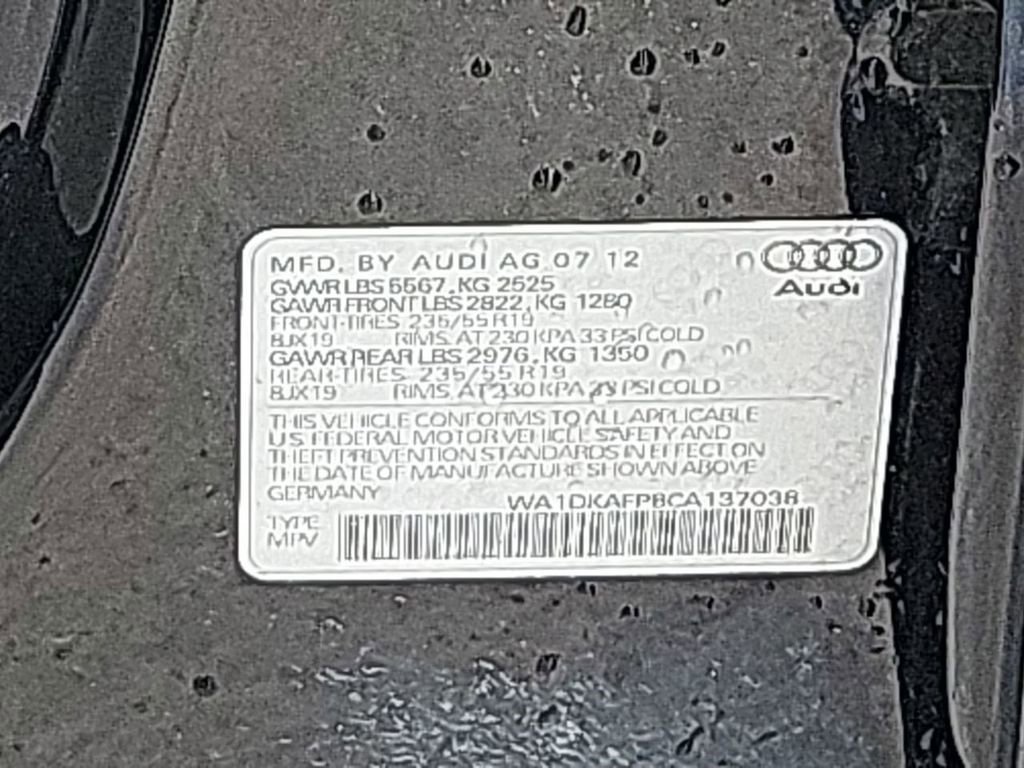 MFD. BY AUDI AG 07 12
Audi
GVWR LBS 5567, KG 2525
GAWR FRONT LBS 2822, KG 1280
FRONT-TIRES 235/55 R19
8JX19 RIMS, AT 230 KPA 33 PSI COLD
GAWR REAR LBS 2976, KG 1350
REAR-TIRES 235/55 R19
8JX19 RIMS, AT 230 KPA 33 PSI COLD
THIS VEHICLE CONFORMS TO ALL APPLICABLE
US FEDERAL MOTOR VEHICLE SAFETY AND
THEFT PREVENTION STANDARDS IN EFFECT ON
THE DATE OF MANUFACTURE SHOWN ABOVE
GERMANY WA1DKAFP8CA137038
TYPE
MPV